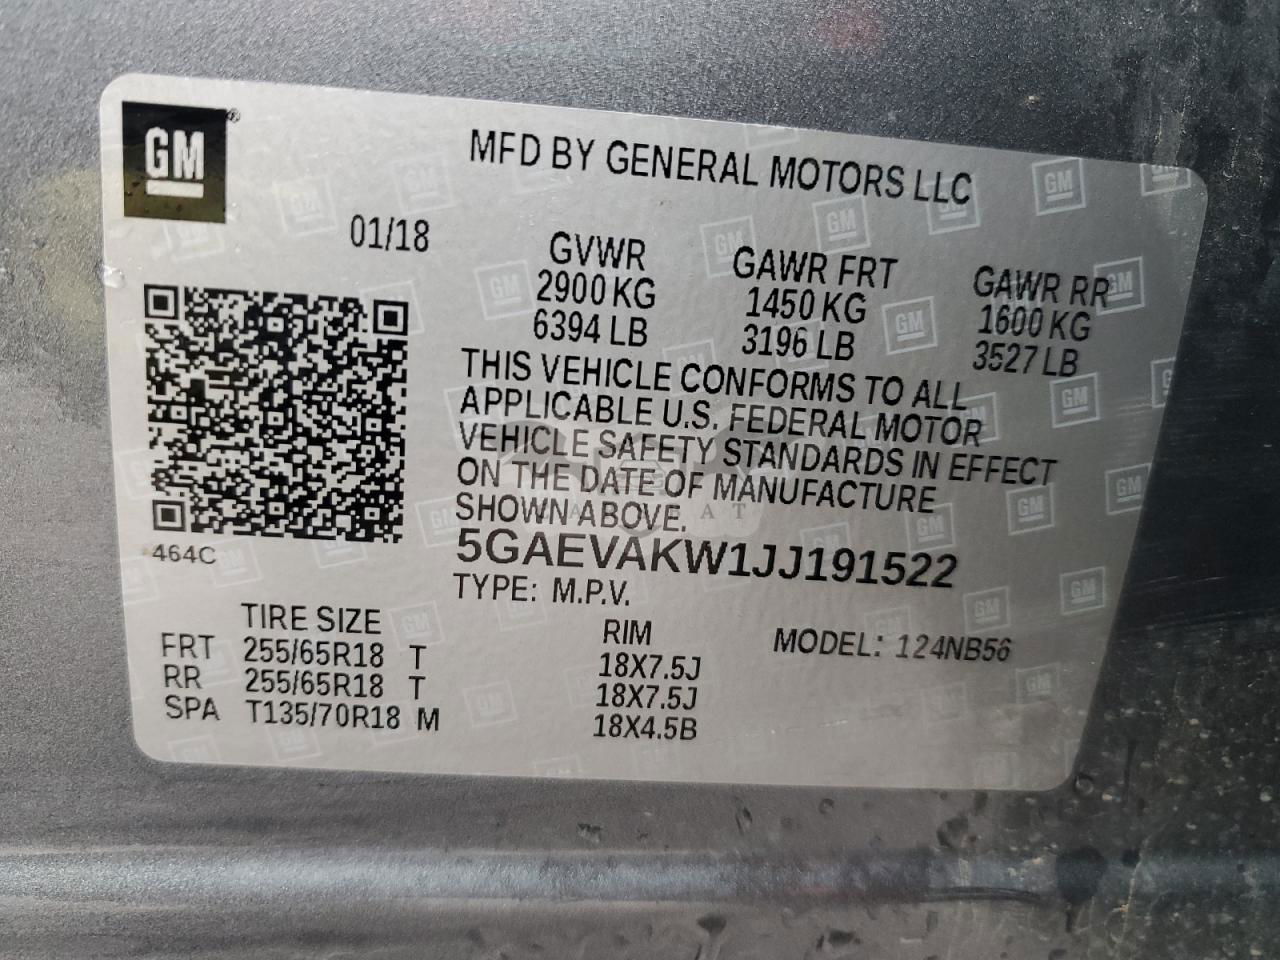 GM
MFD BY GENERAL MOTORS LLC
01/18
GVWR GAWR FRT GAWR RR
2900 KG 1450 KG 1600 KG
6394 LB 3196 LB 3527 LB
THIS VEHICLE CONFORMS TO ALL
APPLICABLE U.S. FEDERAL MOTOR
VEHICLE SAFETY STANDARDS IN EFFECT
ON THE DATE OF MANUFACTURE
SHOWN ABOVE.
464C
5GAEVAKW1JJ191522
TYPE: M.P.V.
TIRE SIZE RIM MODEL: 124NB56
FRT 255/65R18 T 18X7.5J
RR 255/65R18 T 18X7.5J
SPA T135/70R18 M 18X4.5B